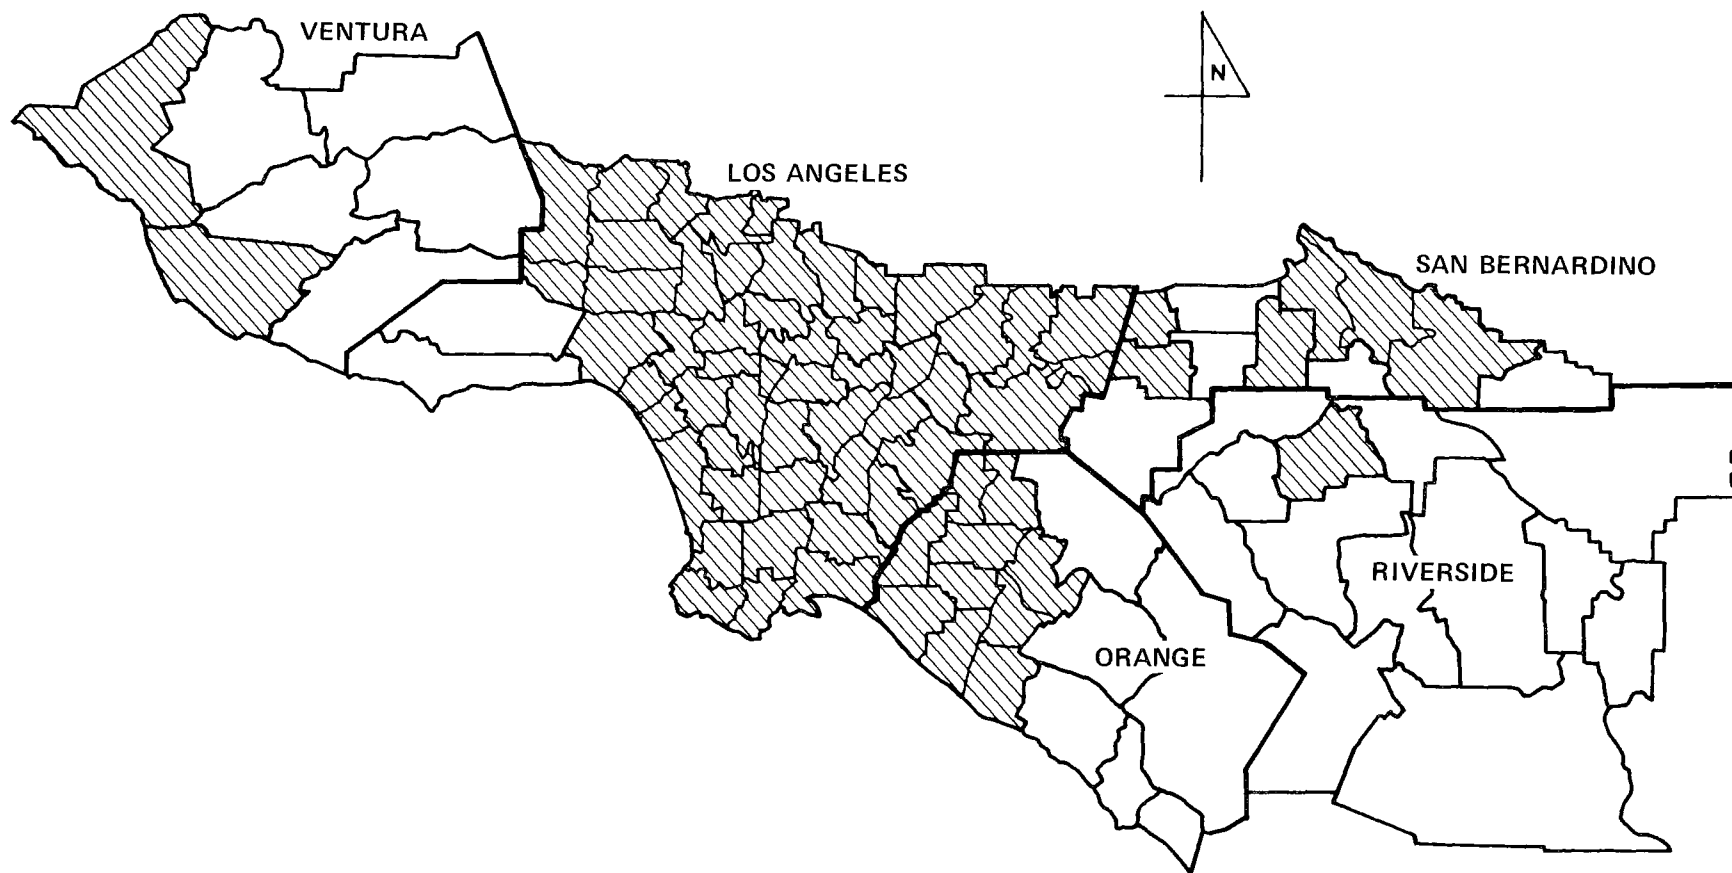 VENTURA
N
LOS ANGELES
SAN BERNARDINO
RIVERSIDE
ORANGE